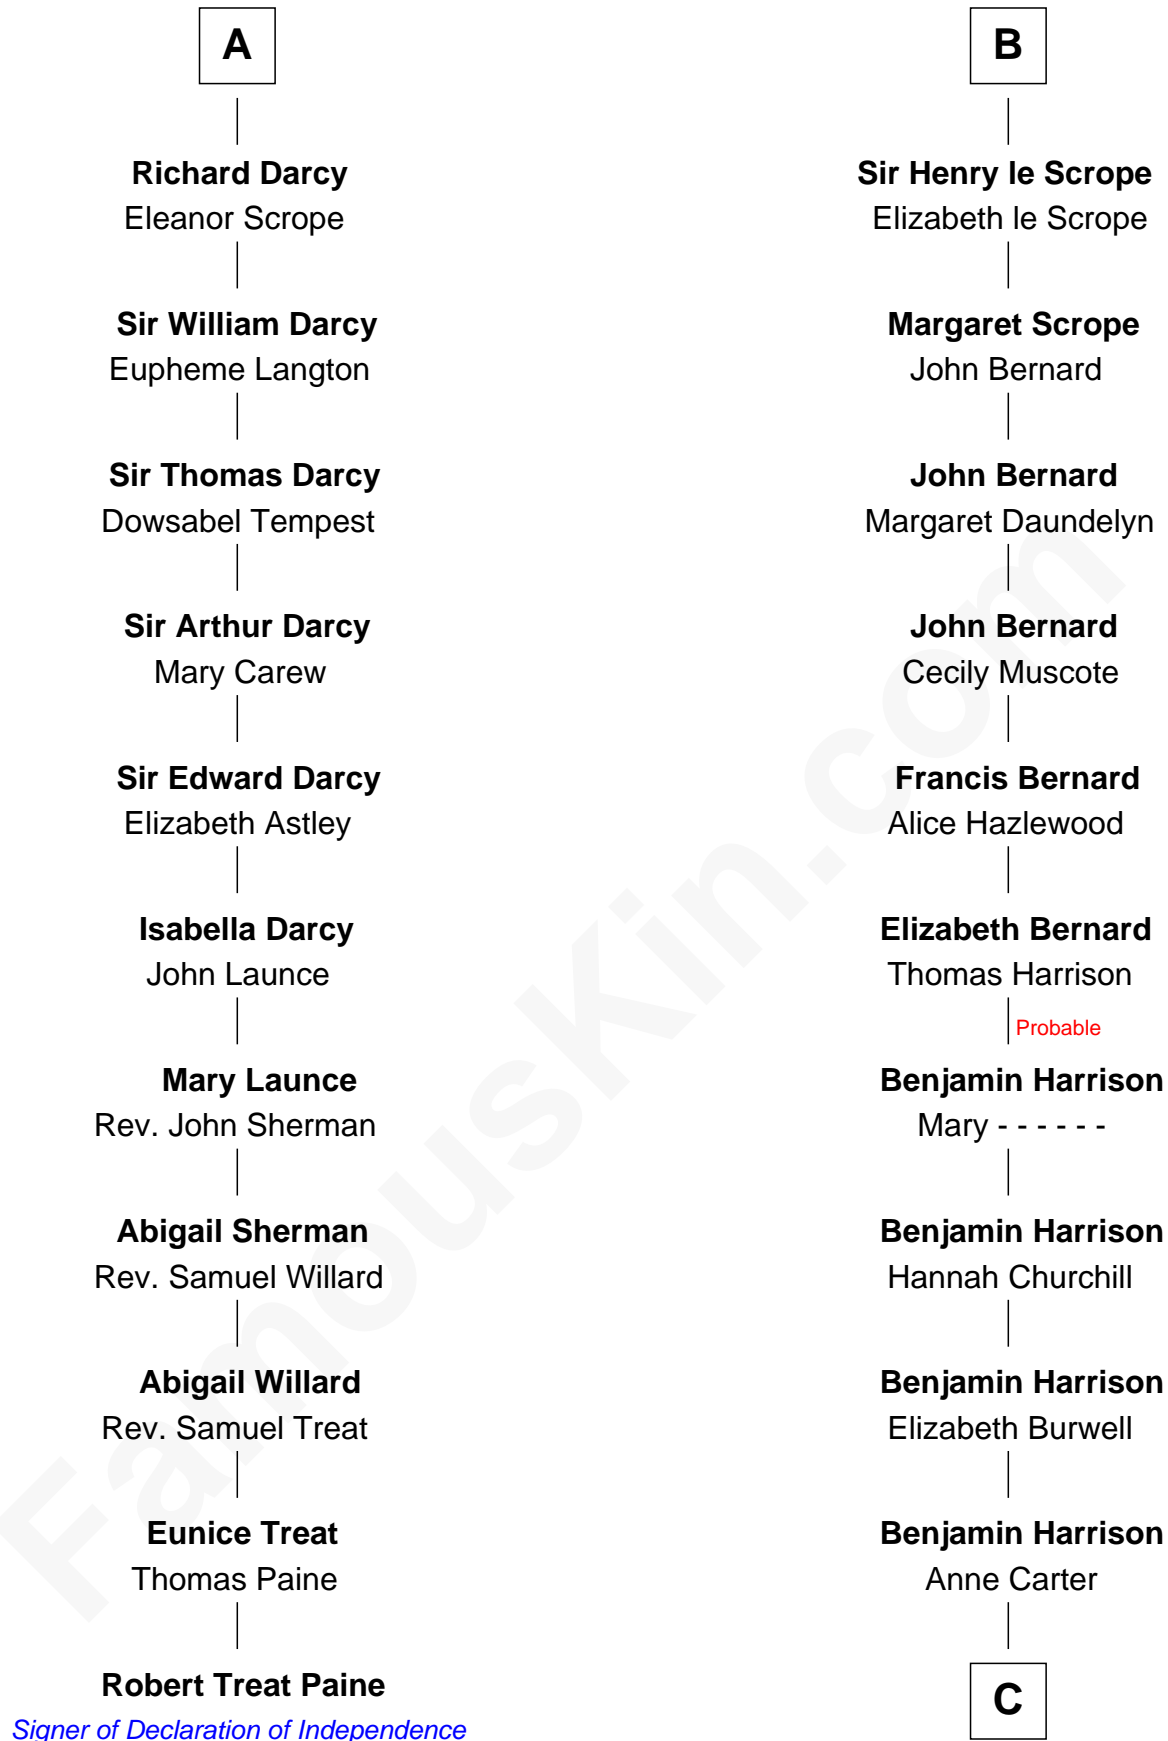 A
Richard Darcy
Eleanor Scrope
Sir William Darcy
Eupheme Langton
Sir Thomas Darcy
Dowsabel Tempest
Sir Arthur Darcy
Mary Carew
Sir Edward Darcy
Elizabeth Astley
Isabella Darcy
John Launce
Mary Launce
Rev. John Sherman
Abigail Sherman
Rev. Samuel Willard
Abigail Willard
Rev. Samuel Treat
Eunice Treat
Thomas Paine
Robert Treat Paine
Signer of Declaration of Independence
B
Sir Henry le Scrope
Elizabeth le Scrope
Margaret Scrope
John Bernard
John Bernard
Margaret Daundelyn
John Bernard
Cecily Muscote
Francis Bernard
Alice Hazlewood
Elizabeth Bernard
Thomas Harrison
Probable
Benjamin Harrison
Mary - - - - - -
Benjamin Harrison
Hannah Churchill
Benjamin Harrison
Elizabeth Burwell
Benjamin Harrison
Anne Carter
C
FamousKin.com